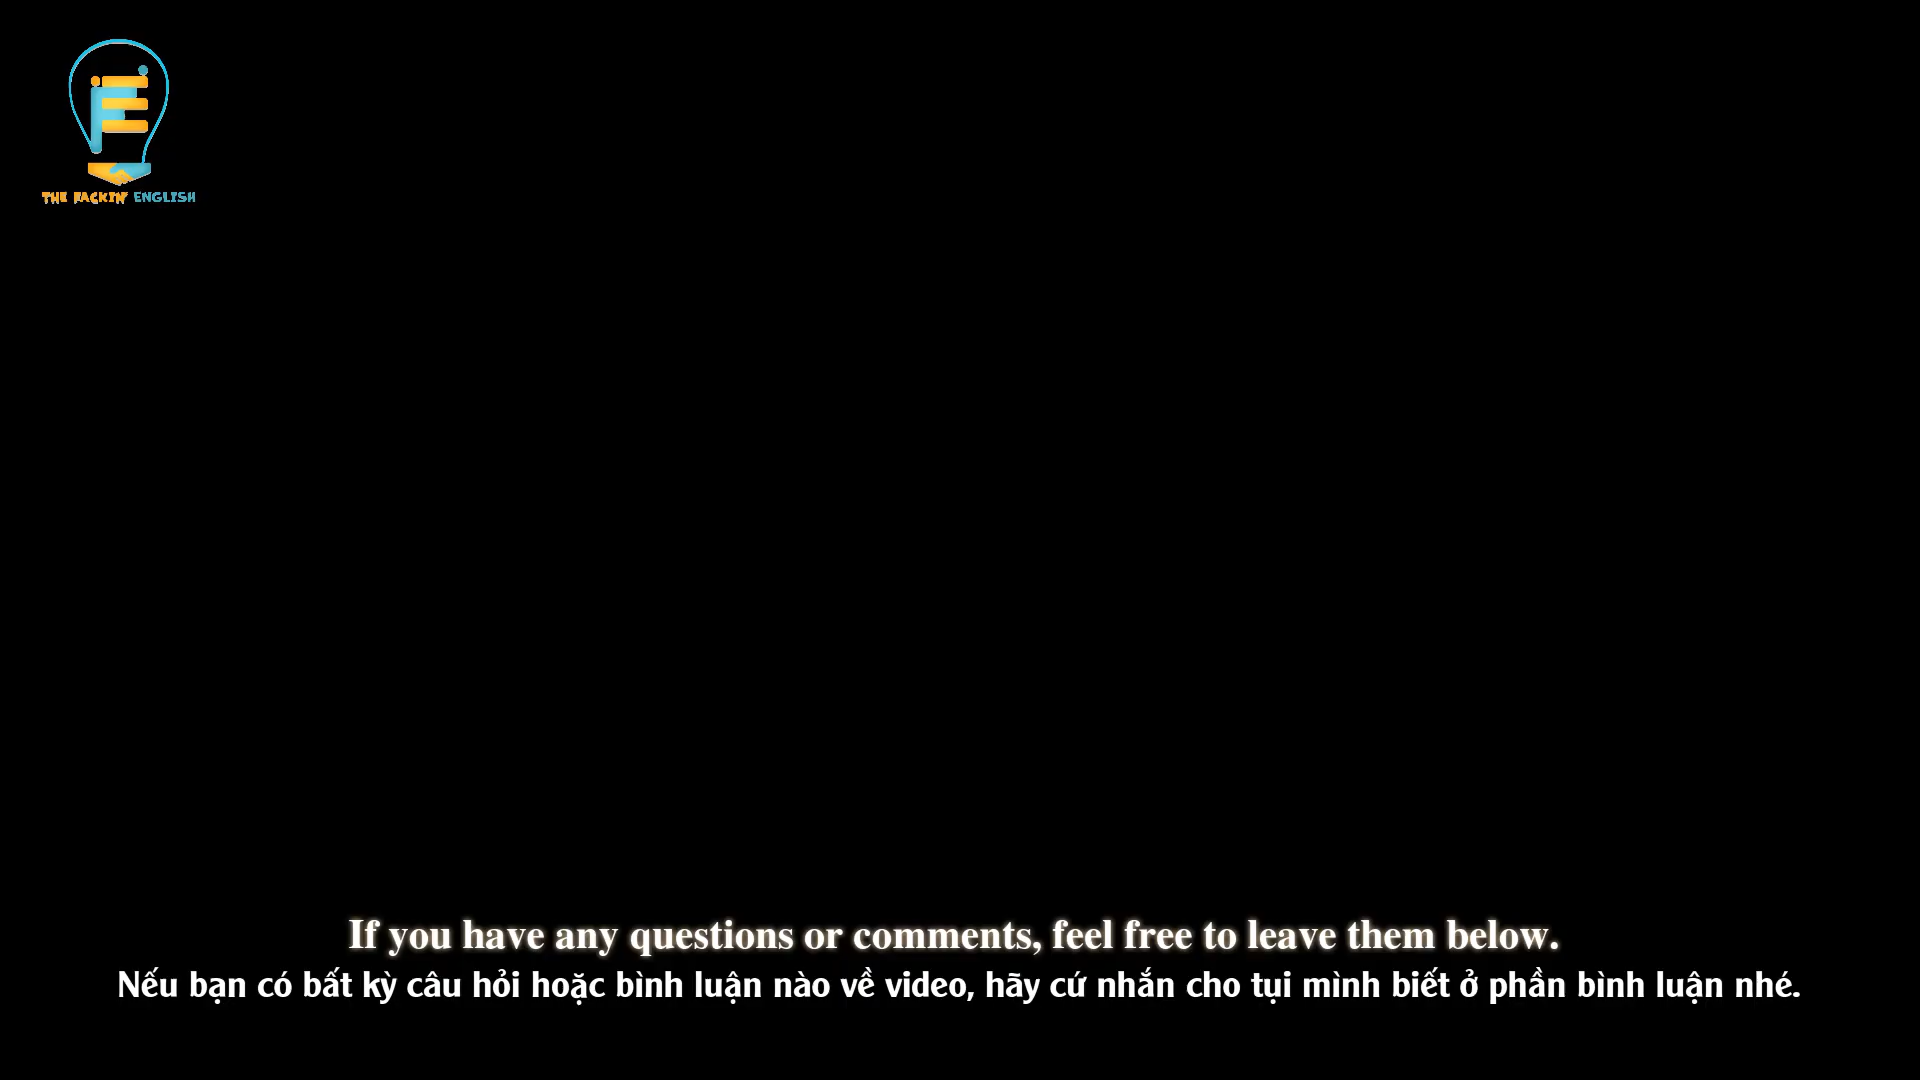 THE FACKIN' ENGLISH
If you have any questions or comments, feel free to leave them below.
Nếu bạn có bất kỳ câu hỏi hoặc bình luận nào về video, hãy cứ nhắn cho tụi mình biết ở phần bình luận nhé.